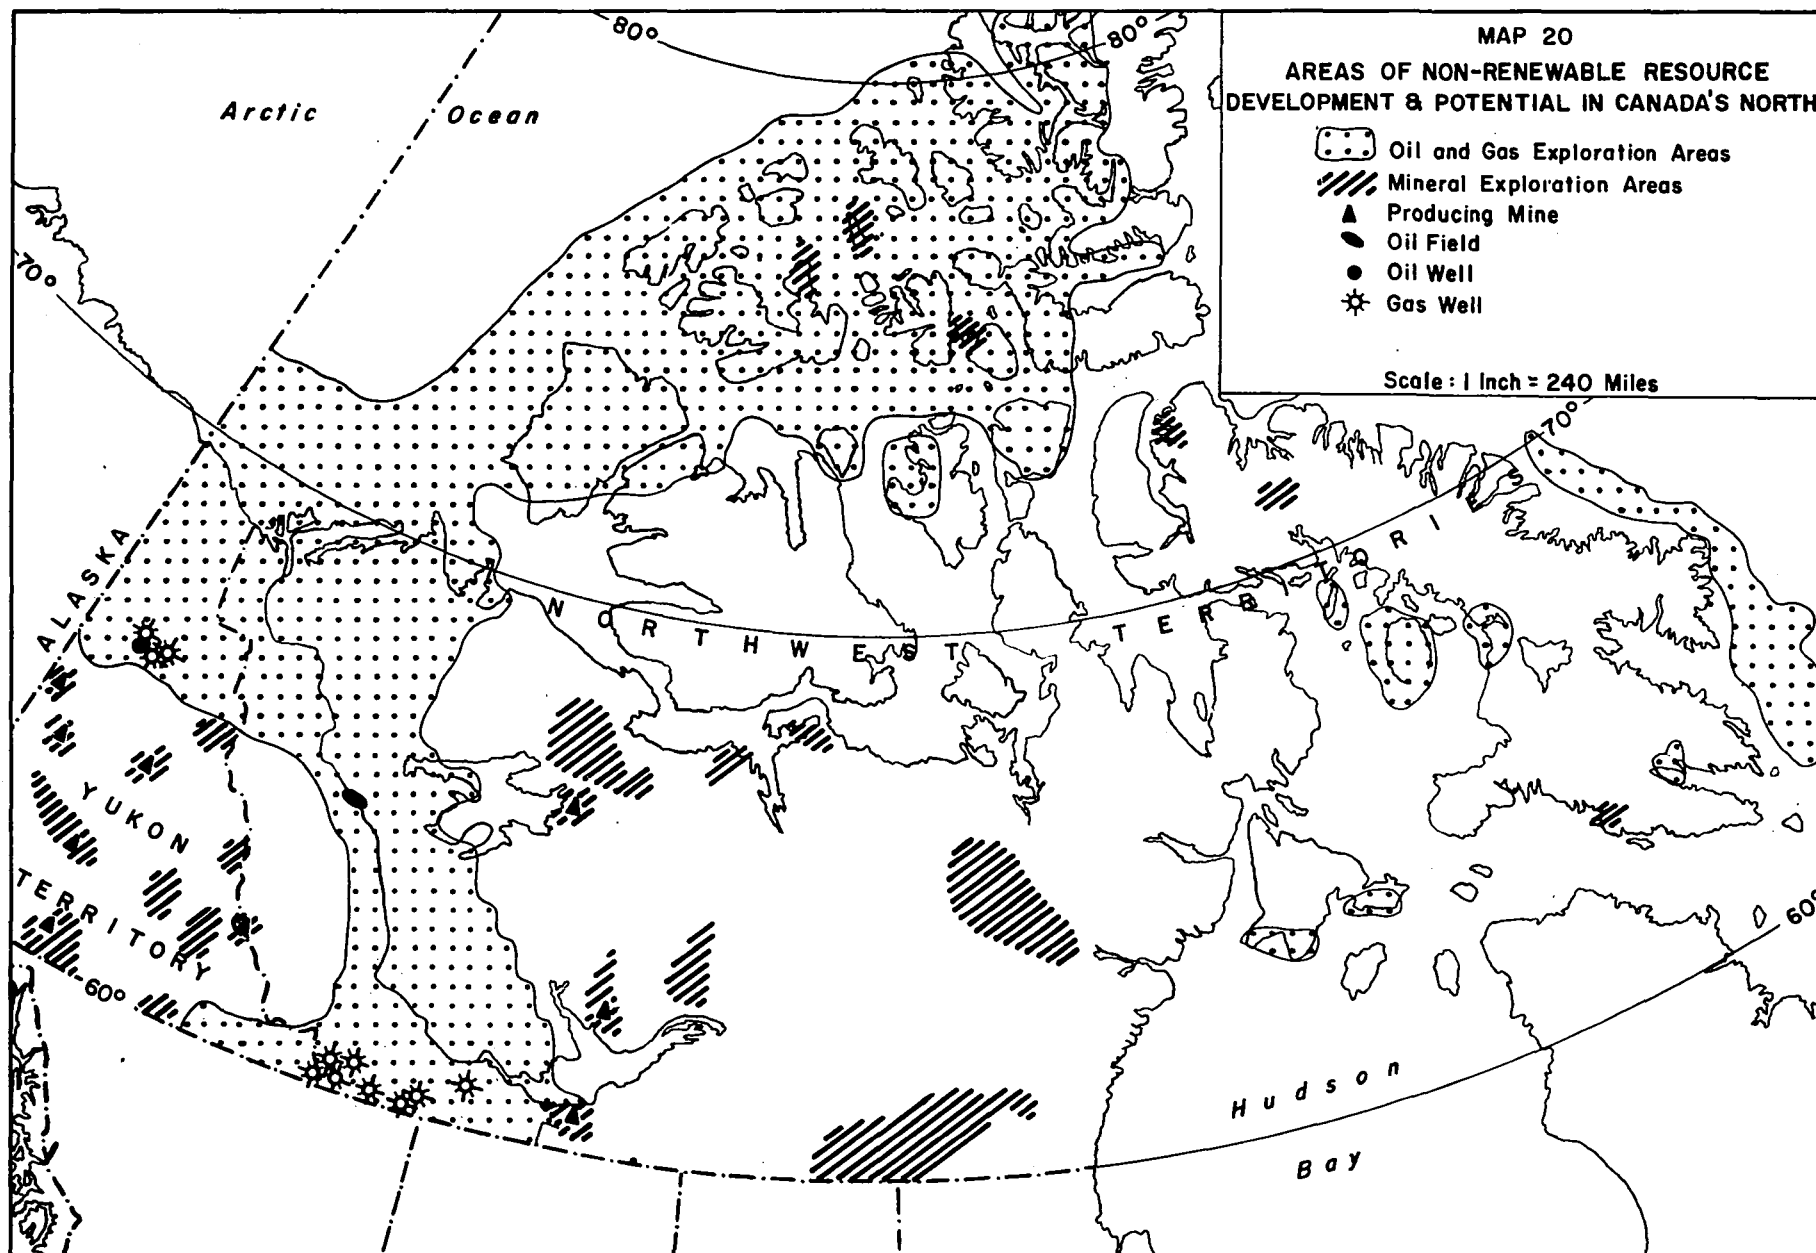 MAP 20
AREAS OF NON-RENEWABLE RESOURCE
DEVELOPMENT & POTENTIAL IN CANADA'S NORTH
Oil and Gas Exploration Areas
Mineral Exploration Areas
Producing Mine
Oil Field
Oil Well
Gas Well
Scale : 1 Inch = 240 Miles
80°
80°
Arctic Ocean
70°
70°
ALASKA
NORTHWEST TERRITORIES
YUKON
TERRITORY
60°
60°
Hudson
Bay